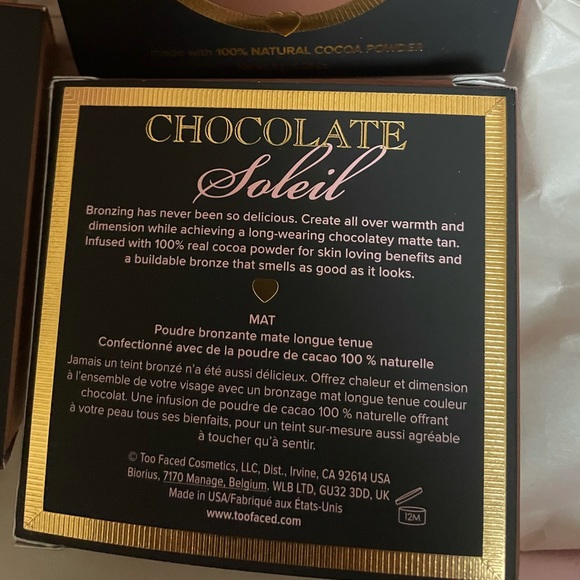 made with 100% NATURAL COCOA POWDER
CHOCOLATE
Soleil
Bronzing has never been so delicious. Create all over warmth and
dimension while achieving a long-wearing chocolatey matte tan.
Infused with 100% real cocoa powder for skin loving benefits and
a buildable bronze that smells as good as it looks.
MAT
Poudre bronzante mate longue tenue
Confectionné avec de la poudre de cacao 100 % naturelle
Jamais un teint bronzé n'a été aussi délicieux. Offrez chaleur et dimension
à l'ensemble de votre visage avec un bronzage mat longue tenue couleur
chocolat. Une infusion de poudre de cacao 100 % naturelle offrant
à votre peau tous ses bienfaits, pour un teint sur-mesure aussi agréable
à toucher qu'à sentir.
© Too Faced Cosmetics, LLC, Dist., Irvine, CA 92614 USA
Biorius, 7170 Manage, Belgium, WLB LTD, GU32 3DD, UK
Made in USA/Fabriqué aux États-Unis
www.toofaced.com
12M